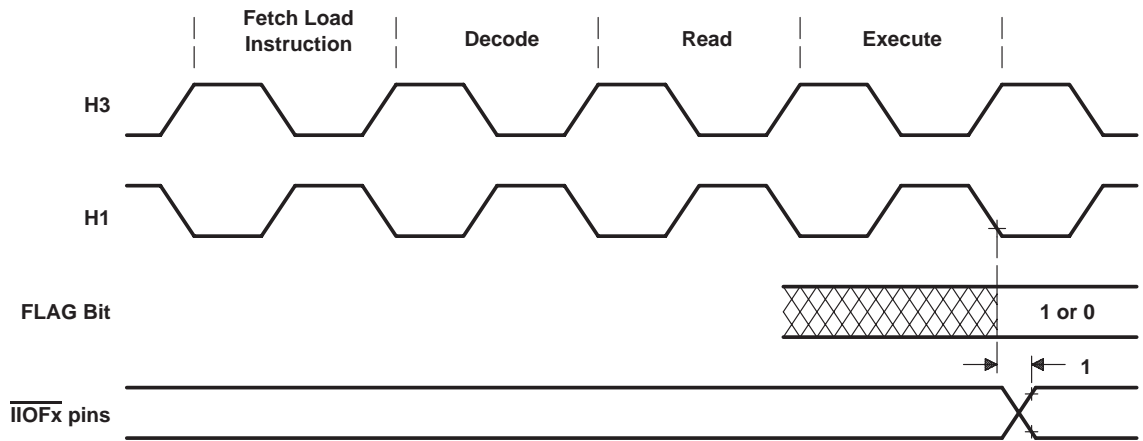 Fetch Load
Instruction
Decode
Read
Execute
H3
H1
FLAG Bit
1 or 0
1
IIOFx pins